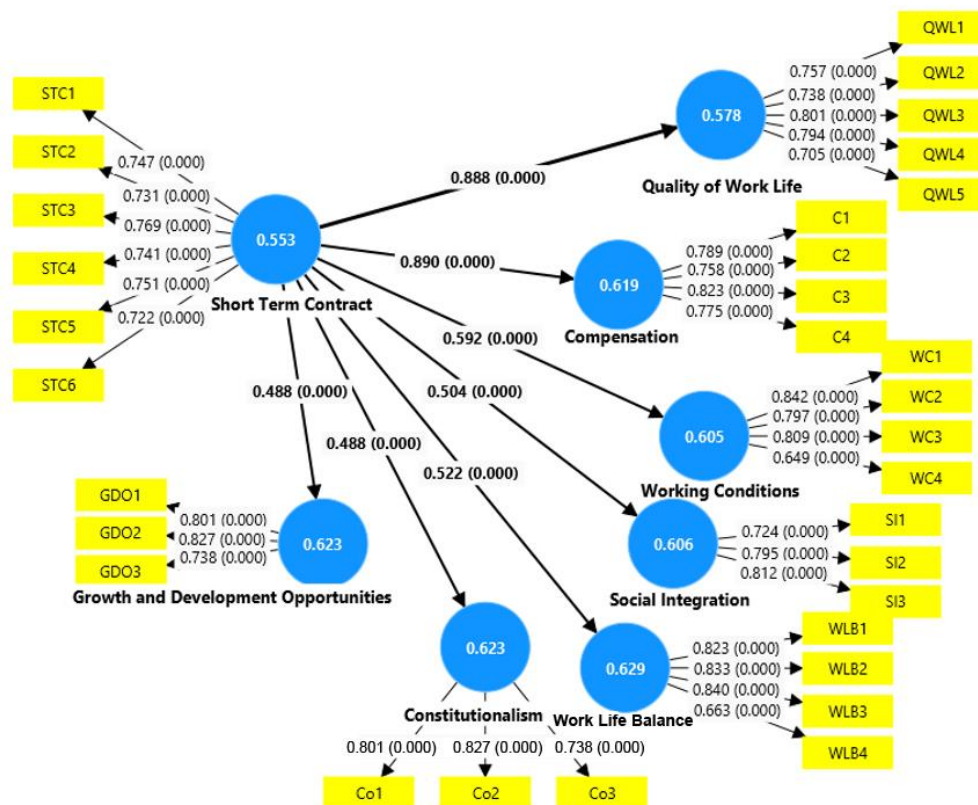 STC1
STC2
STC3
STC4
STC5
STC6
0.747 (0.000)
0.731 (0.000)
0.769 (0.000)
0.741 (0.000)
0.751 (0.000)
0.722 (0.000)
0.553
Short Term Contract
0.888 (0.000)
0.890 (0.000)
0.592 (0.000)
0.504 (0.000)
0.522 (0.000)
0.488 (0.000)
0.488 (0.000)
0.578
Quality of Work Life
0.757 (0.000)
0.738 (0.000)
0.801 (0.000)
0.794 (0.000)
0.705 (0.000)
QWL1
QWL2
QWL3
QWL4
QWL5
0.619
Compensation
0.789 (0.000)
0.758 (0.000)
0.823 (0.000)
0.775 (0.000)
C1
C2
C3
C4
0.605
Working Conditions
0.842 (0.000)
0.797 (0.000)
0.809 (0.000)
0.649 (0.000)
WC1
WC2
WC3
WC4
0.606
Social Integration
0.724 (0.000)
0.795 (0.000)
0.812 (0.000)
SI1
SI2
SI3
0.629
Work Life Balance
0.823 (0.000)
0.833 (0.000)
0.840 (0.000)
0.663 (0.000)
WLB1
WLB2
WLB3
WLB4
0.623
Constitutionalism
0.801 (0.000)
0.827 (0.000)
0.738 (0.000)
Co1
Co2
Co3
GDO1
GDO2
GDO3
0.801 (0.000)
0.827 (0.000)
0.738 (0.000)
0.623
Growth and Development Opportunities